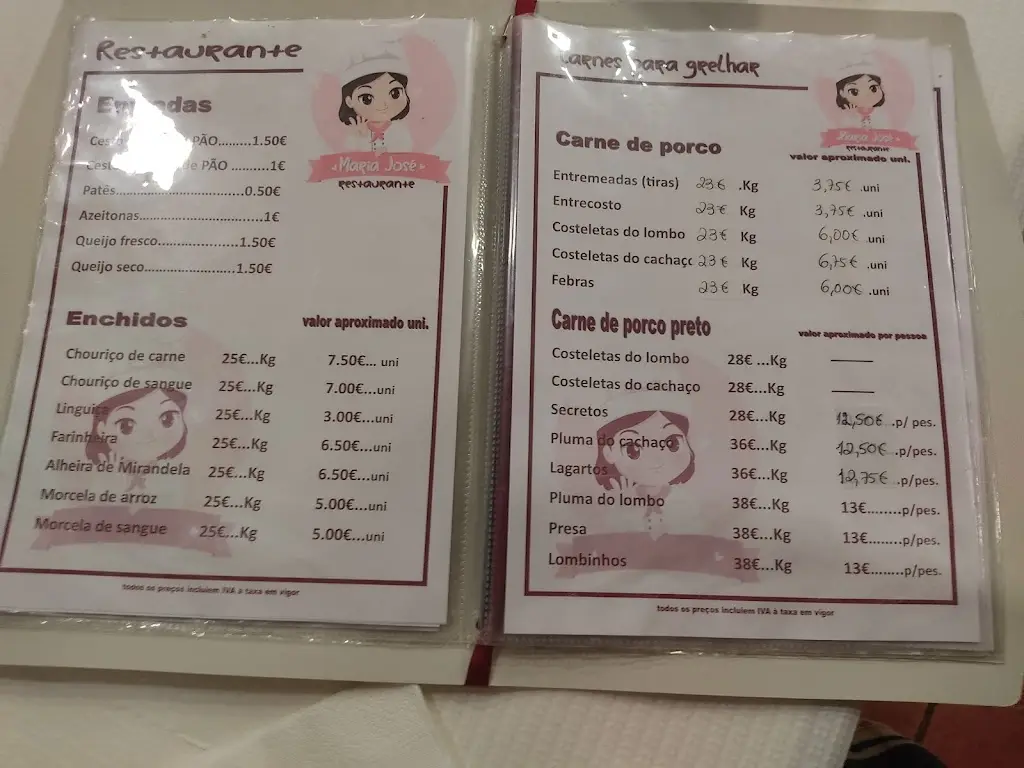 Restaurante
Entradas
PÃO.........1.50€
de PÃO ..........1€
Patês..............................0.50€
Azeitonas.............................1€
Queijo fresco...................1.50€
Queijo seco.....................1.50€
Maria José
Restaurante
Enchidos valor aproximado uni.
Chouriço de carne 25€...Kg 7.50€... uni
Chouriço de sangue 25€...Kg 7.00€...uni
Linguiça 25€...Kg 3.00€...uni
Farinheira 25€...Kg 6.50€...uni
Alheira de Mirandela 25€...Kg 6.50€...uni
Morcela de arroz 25€...Kg 5.00€...uni
Morcela de sangue 25€...Kg 5.00€...uni
todos os preços incluiem IVA à taxa em vigor
Carnes para grelhar
Maria José
Restaurante
Carne de porco valor aproximado uni.
Entremeadas (tiras) 23€ .Kg 3,75€ .uni
Entrecosto 23€ Kg 3,75€ .uni
Costeletas do lombo 23€ Kg 6,00€ .uni
Costeletas do cachaço 23€ Kg 6,75€ .uni
Febras 23€ Kg 6,00€ .uni
Carne de porco preto valor aproximado por pessoa
Costeletas do lombo 28€ ...Kg
Costeletas do cachaço 28€...Kg
Secretos 28€...Kg 12,50€ ..p/ pes.
Pluma do cachaço 36€...Kg 12,50€ ..p/pes.
Lagartos 36€...Kg 12,75€ ..p/pes.
Pluma do lombo 38€...Kg 13€........p/pes.
Presa 38€...Kg 13€........p/pes.
Lombinhos 38€...Kg 13€........p/pes.
todos os preços incluiem IVA à taxa em vigor